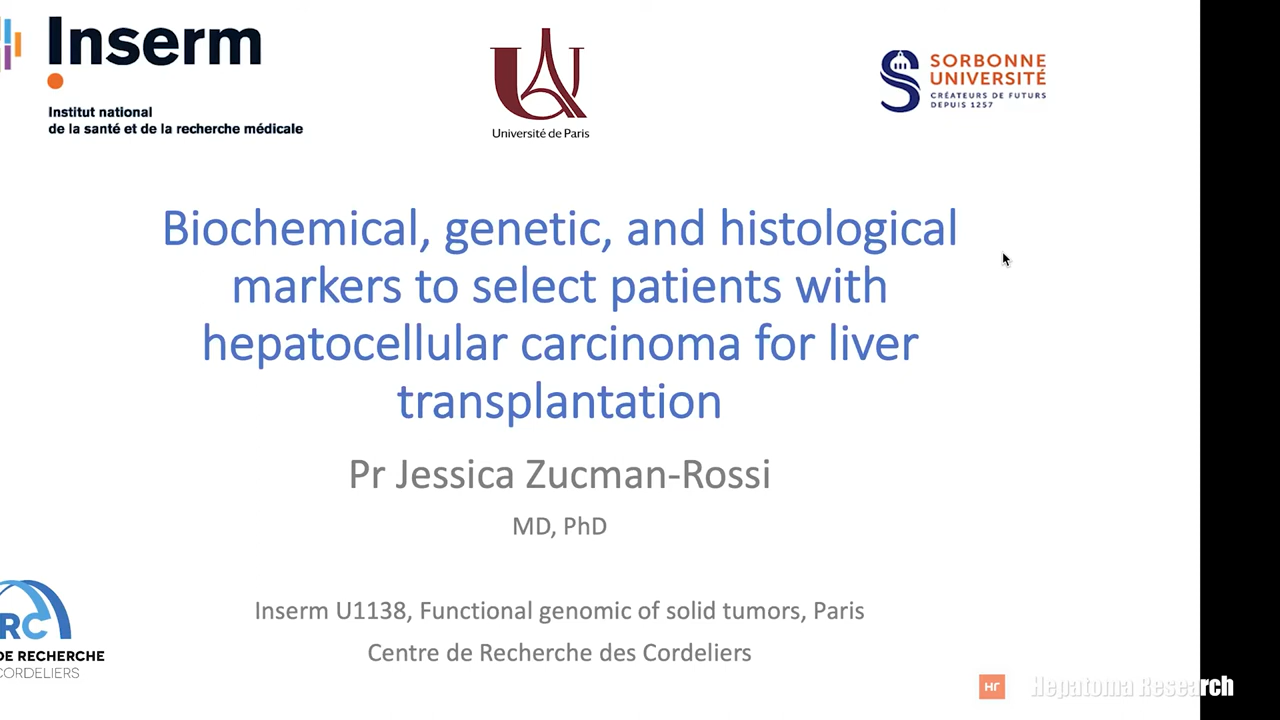 Inserm
Institut national
de la santé et de la recherche médicale
Université de Paris
SORBONNE
UNIVERSITÉ
CRÉATEURS DE FUTURS
DEPUIS 1257
Biochemical, genetic, and histological
markers to select patients with
hepatocellular carcinoma for liver
transplantation
Pr Jessica Zucman-Rossi
MD, PhD
Inserm U1138, Functional genomic of solid tumors, Paris
Centre de Recherche des Cordeliers
RC
DE RECHERCHE
CORDELIERS
Hr
Hepatoma Research